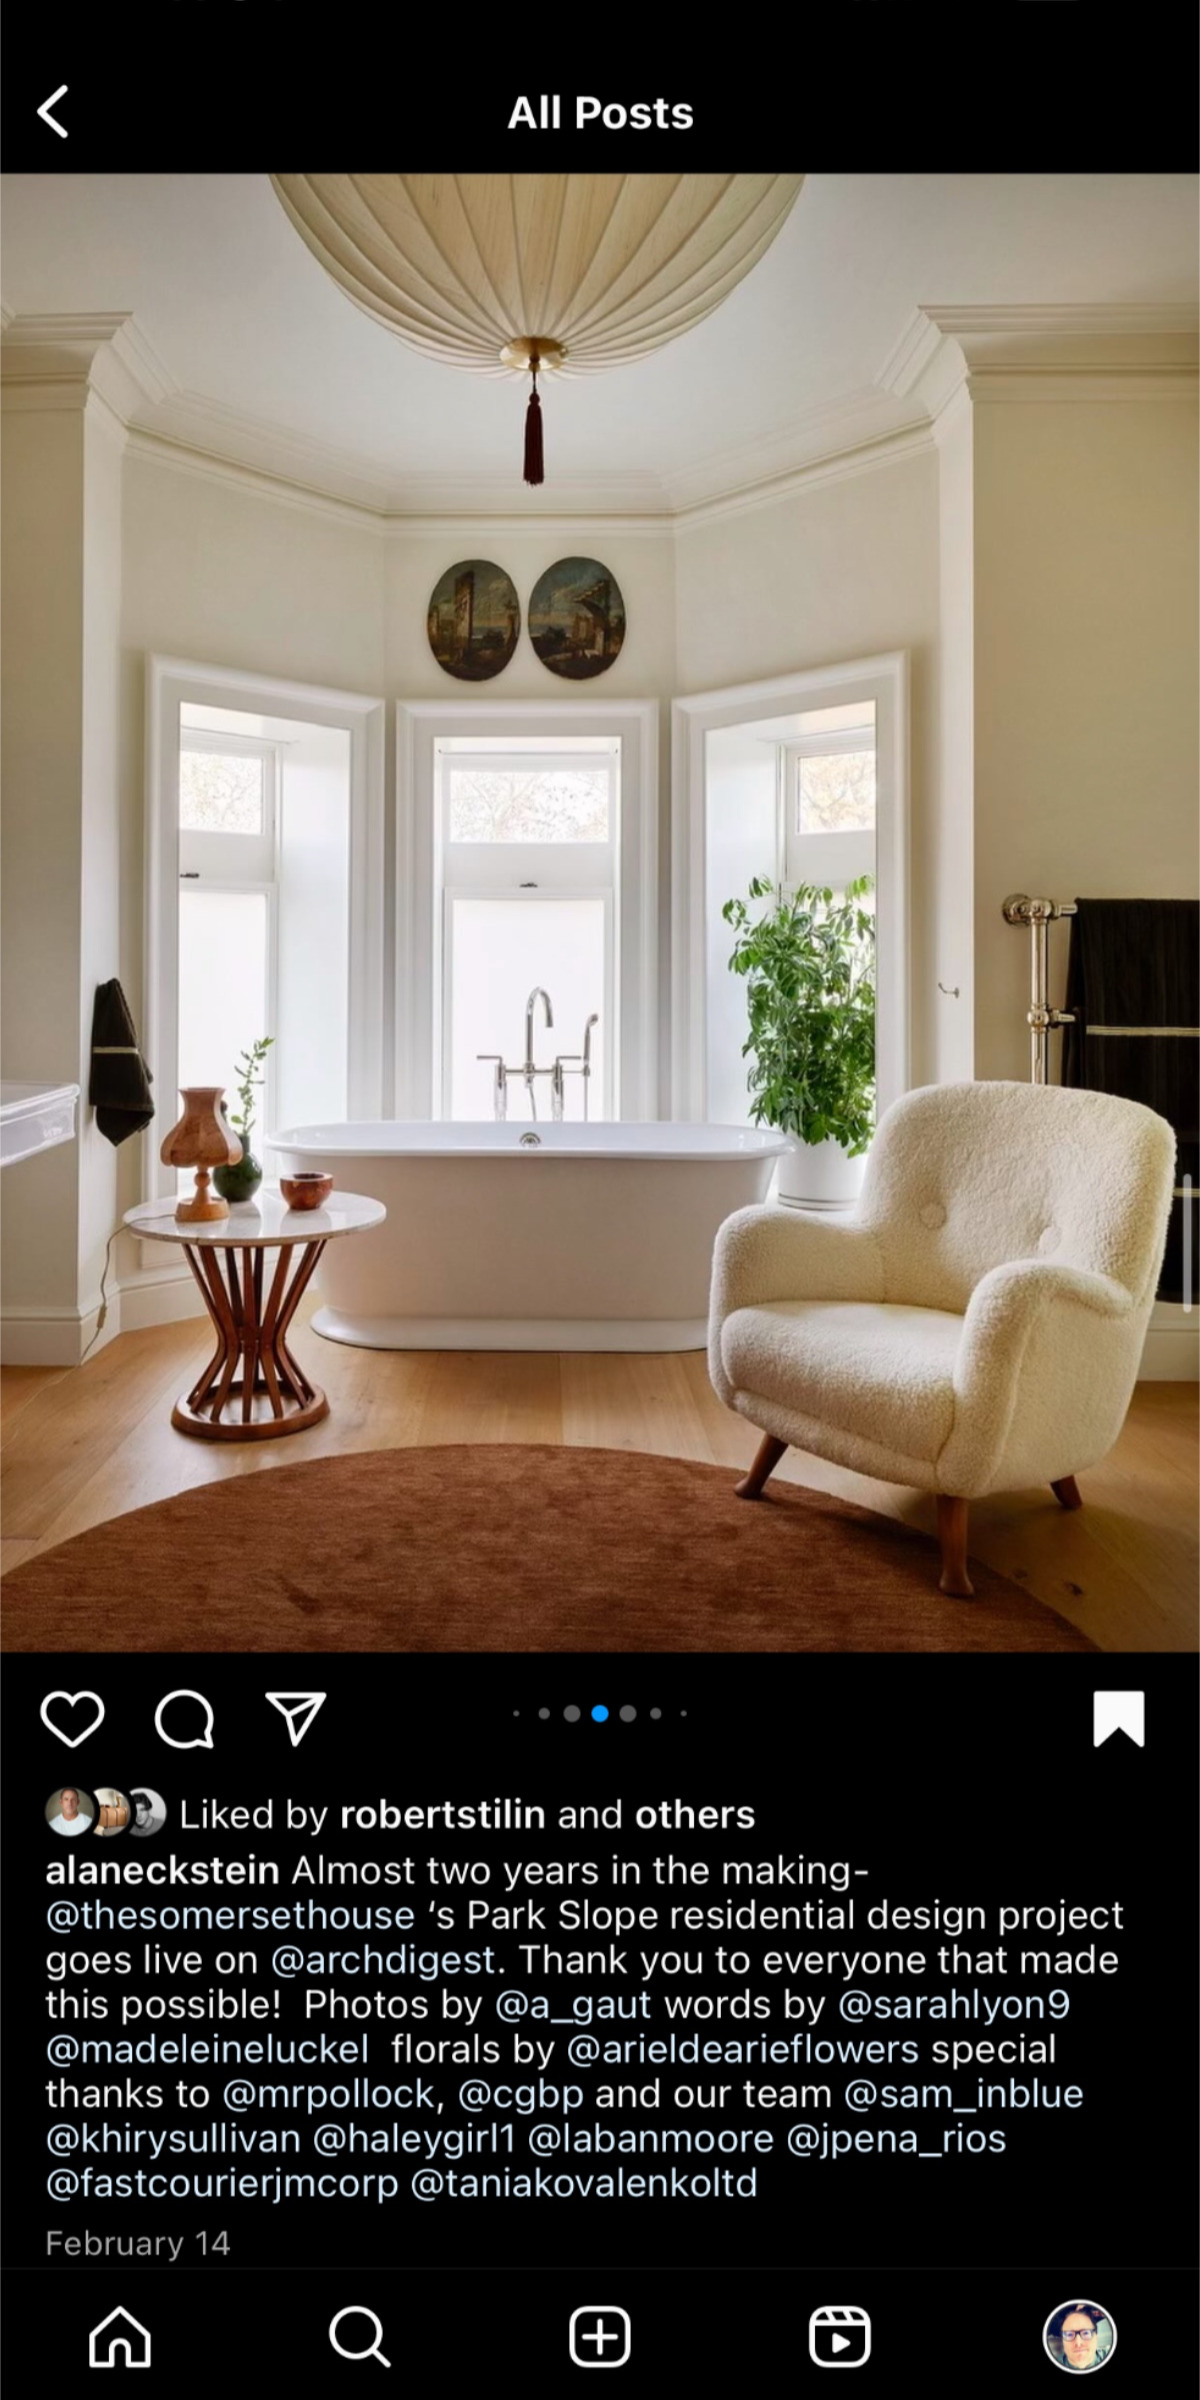 All Posts
Liked by robertstilin and others
alaneckstein Almost two years in the making-
@thesomersethouse ‘s Park Slope residential design project
goes live on @archdigest. Thank you to everyone that made
this possible!  Photos by @a_gaut words by @sarahlyon9
@madeleineluckel  florals by @arieldearieflowers special
thanks to @mrpollock, @cgbp and our team @sam_inblue
@khirysullivan @haleygirl1 @labanmoore @jpena_rios
@fastcourierjmcorp @taniakovalenkoltd
February 14